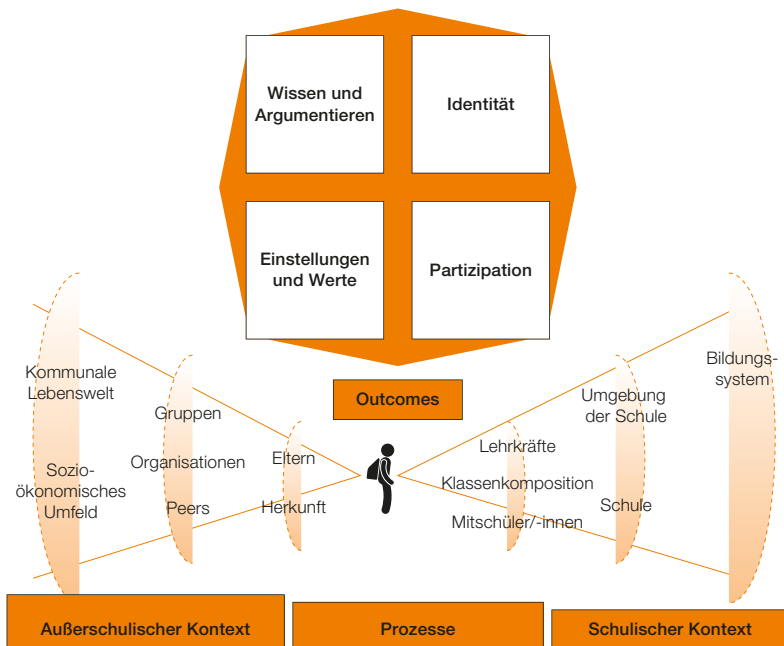 Wissen und
Argumentieren
Identität
Einstellungen
und Werte
Partizipation
Outcomes
Kommunale
Lebenswelt
Sozio-
ökonomisches
Umfeld
Gruppen
Organisationen
Peers
Eltern
Herkunft
Lehrkräfte
Klassenkomposition
Mitschüler/-innen
Umgebung
der Schule
Schule
Bildungs-
system
Außerschulischer Kontext
Prozesse
Schulischer Kontext